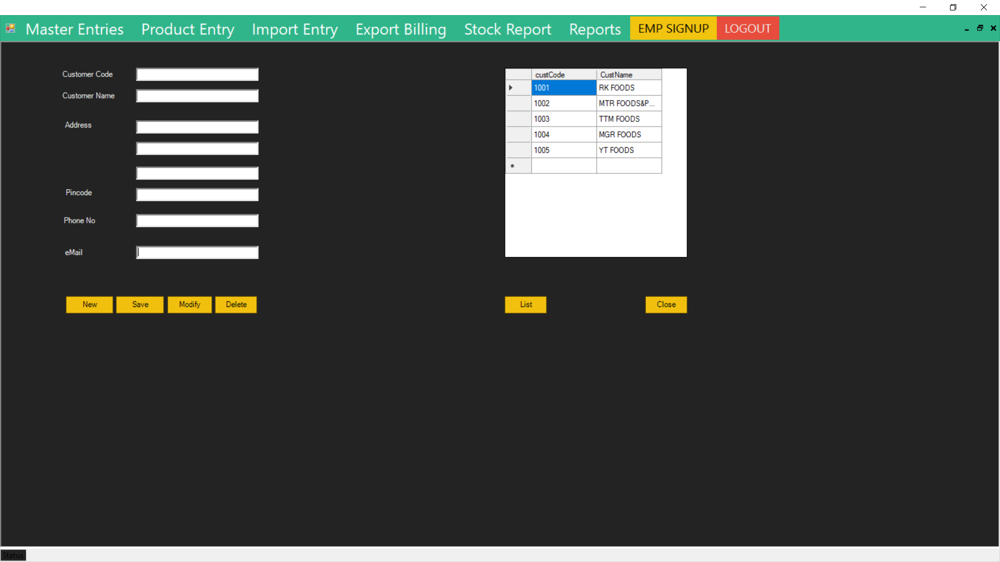 Master Entries Product Entry Import Entry Export Billing Stock Report Reports EMP SIGNUP LOGOUT
Customer Code
Customer Name
Address
Pincode
Phone No
eMail
New Save Modify Delete
custCode CustName
1001 RK FOODS
1002 MTR FOODS&P...
1003 TTM FOODS
1004 MGR FOODS
1005 YT FOODS
List Close
Status